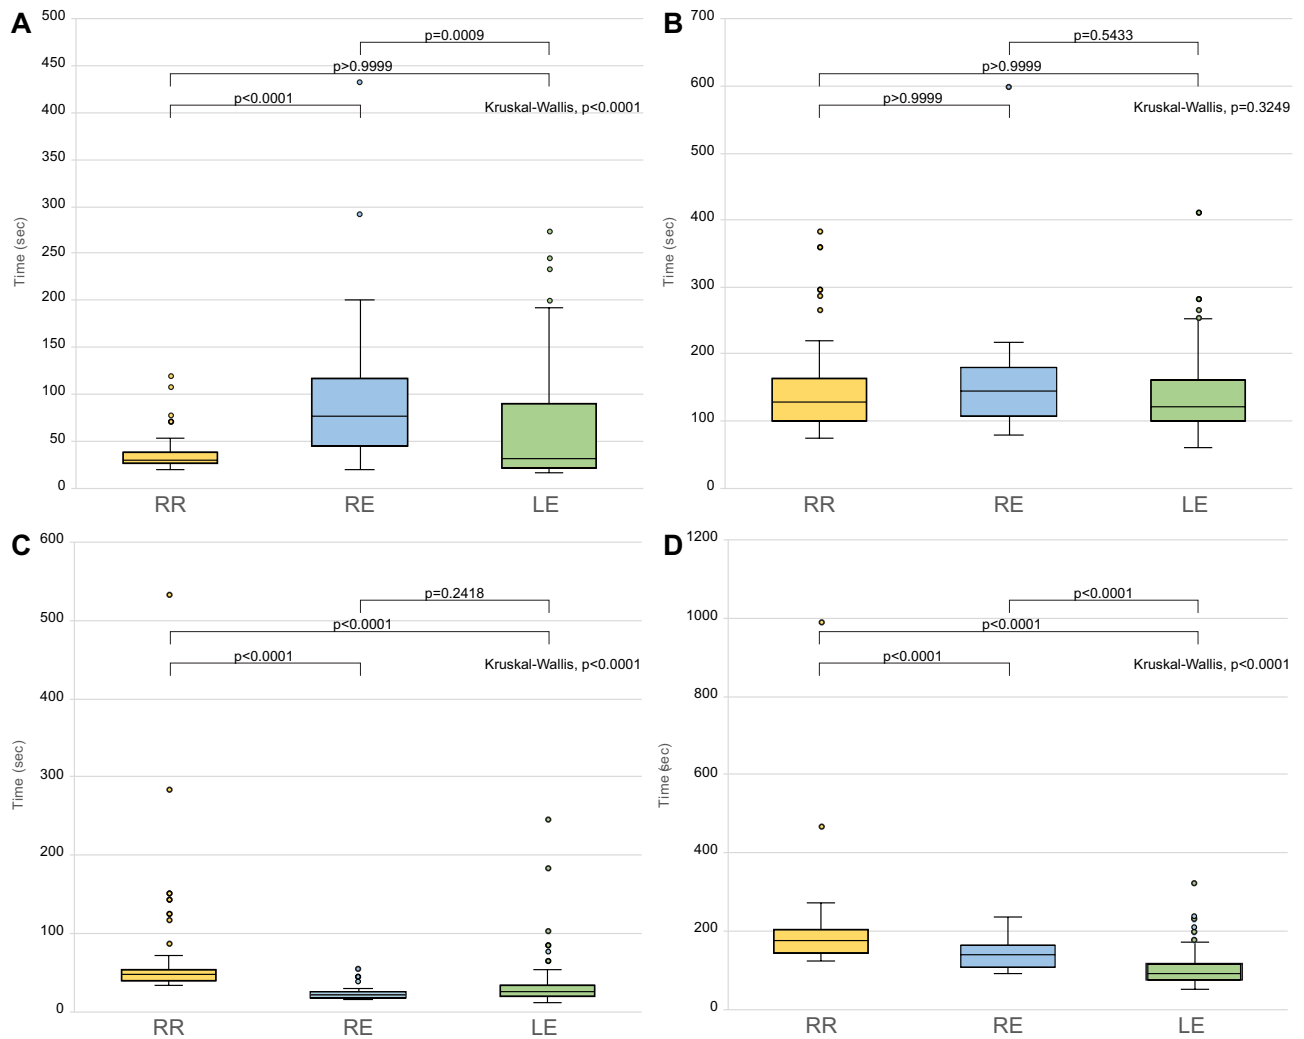 A
500
450
400
350
300
250
200
150
100
50
0
Time (sec)
p=0.0009
p>0.9999
p<0.0001
Kruskal-Wallis, p<0.0001
RR RE LE
B
700
600
500
400
300
200
100
0
Time (sec)
p=0.5433
p>0.9999
p>0.9999
Kruskal-Wallis, p=0.3249
RR RE LE
C
600
500
400
300
200
100
0
Time (sec)
p=0.2418
p<0.0001
p<0.0001
Kruskal-Wallis, p<0.0001
RR RE LE
D
1200
1000
800
600
400
200
0
Time (sec)
p<0.0001
p<0.0001
p<0.0001
Kruskal-Wallis, p<0.0001
RR RE LE